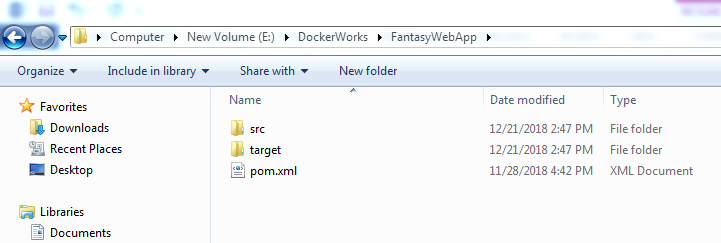 Computer New Volume (E:) DockerWorks FantasyWebApp
Organize Include in library Share with New folder
Favorites
Downloads
Recent Places
Desktop
Libraries
Documents
Name Date modified Type
src 12/21/2018 2:47 PM File folder
target 12/21/2018 2:47 PM File folder
pom.xml 11/28/2018 4:42 PM XML Document